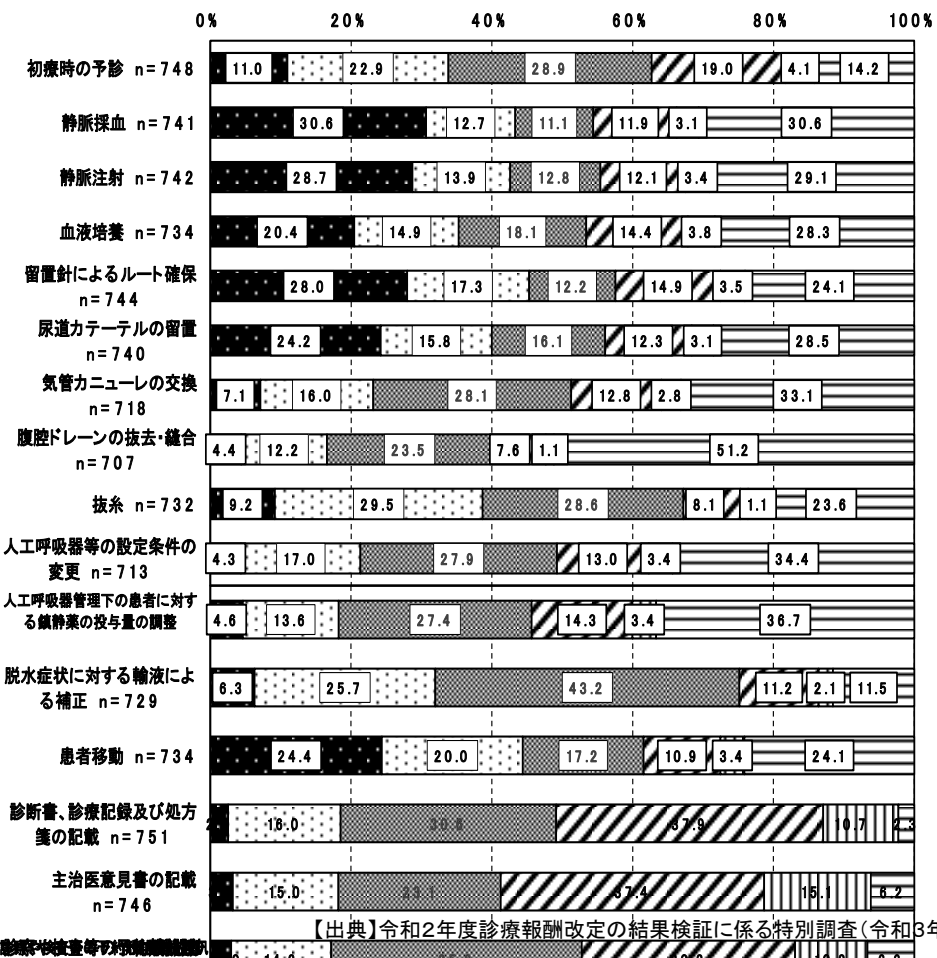 0% 20% 40% 60% 80% 100%
初療時の予診 n=748 11.0 22.9 28.9 19.0 4.1 14.2
静脈採血 n=741 30.6 12.7 11.1 11.9 3.1 30.6
静脈注射 n=742 28.7 13.9 12.8 12.1 3.4 29.1
血液培養 n=734 20.4 14.9 18.1 14.4 3.8 28.3
留置針によるルート確保
n=744 28.0 17.3 12.2 14.9 3.5 24.1
尿道カテーテルの留置
n=740 24.2 15.8 16.1 12.3 3.1 28.5
気管カニューレの交換
n=718 7.1 16.0 28.1 12.8 2.8 33.1
腹腔ドレーンの抜去・縫合
n=707 4.4 12.2 23.5 7.6 1.1 51.2
抜糸 n=732 9.2 29.5 28.6 8.1 1.1 23.6
人工呼吸器等の設定条件の
変更 n=713 4.3 17.0 27.9 13.0 3.4 34.4
人工呼吸器管理下の患者に対す
る鎮静薬の投与量の調整 4.6 13.6 27.4 14.3 3.4 36.7
脱水症状に対する輸液によ
る補正 n=729 6.3 25.7 43.2 11.2 2.1 11.5
患者移動 n=734 24.4 20.0 17.2 10.9 3.4 24.1
診断書、診療記録及び処方
箋の記載 n=751 16.0 30.6 37.9 10.7 2.3
主治医意見書の記載
n=746 15.0 23.1 37.4 15.1 6.2
【出典】令和2年度診療報酬改定の結果検証に係る特別調査(令和3年